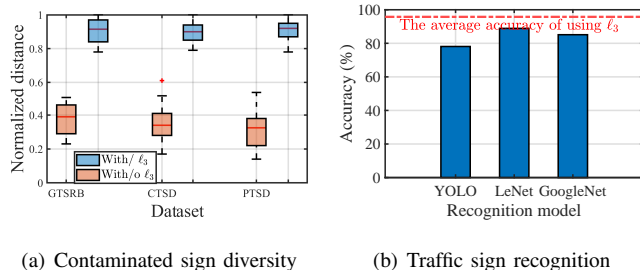 1
0.8
0.6
0.4
0.2
0
Normalized distance
With/ ℓ₃
With/o ℓ₃
GTSRB CTSD PTSD
Dataset
(a) Contaminated sign diversity
100
80
60
40
20
0
Accuracy (%)
The average accuracy of using ℓ₃
YOLO LeNet GoogleNet
Recognition model
(b) Traffic sign recognition